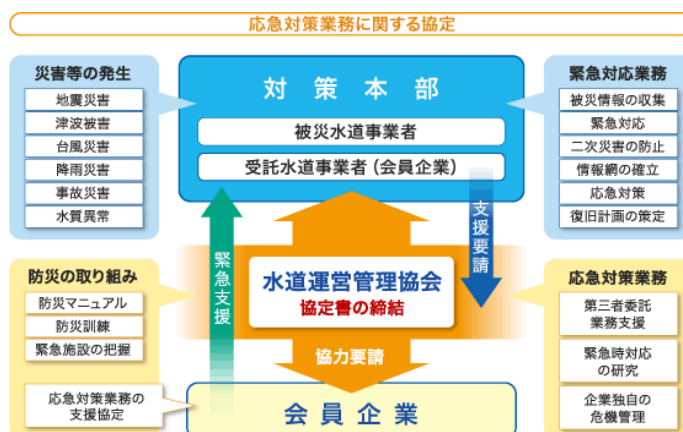 応急対策業務に関する協定
災害等の発生
地震災害
津波被害
台風災害
降雨災害
事故災害
水質異常
対策本部
被災水道事業者
受託水道事業者(会員企業)
緊急対応業務
被災情報の収集
緊急対応
二次災害の防止
情報網の確立
応急対策
復旧計画の策定
緊急支援
支援要請
防災の取り組み
防災マニュアル
防災訓練
緊急施設の把握
応急対策業務の
支援協定
水道運営管理協会
協定書の締結
協力要請
会員企業
応急対策業務
第三者委託
業務支援
緊急時対応
の研究
企業独自の
危機管理